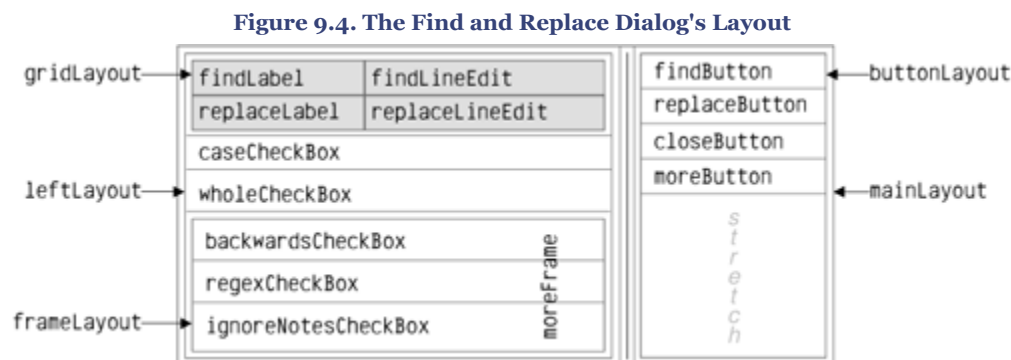 Figure 9.4. The Find and Replace Dialog's Layout
gridLayout
findLabel
findLineEdit
findButton
buttonLayout
replaceLabel
replaceLineEdit
replaceButton
caseCheckBox
closeButton
leftLayout
wholeCheckBox
moreButton
mainLayout
backwardsCheckBox
regexCheckBox
moreFrame
stretch
frameLayout
ignoreNotesCheckBox